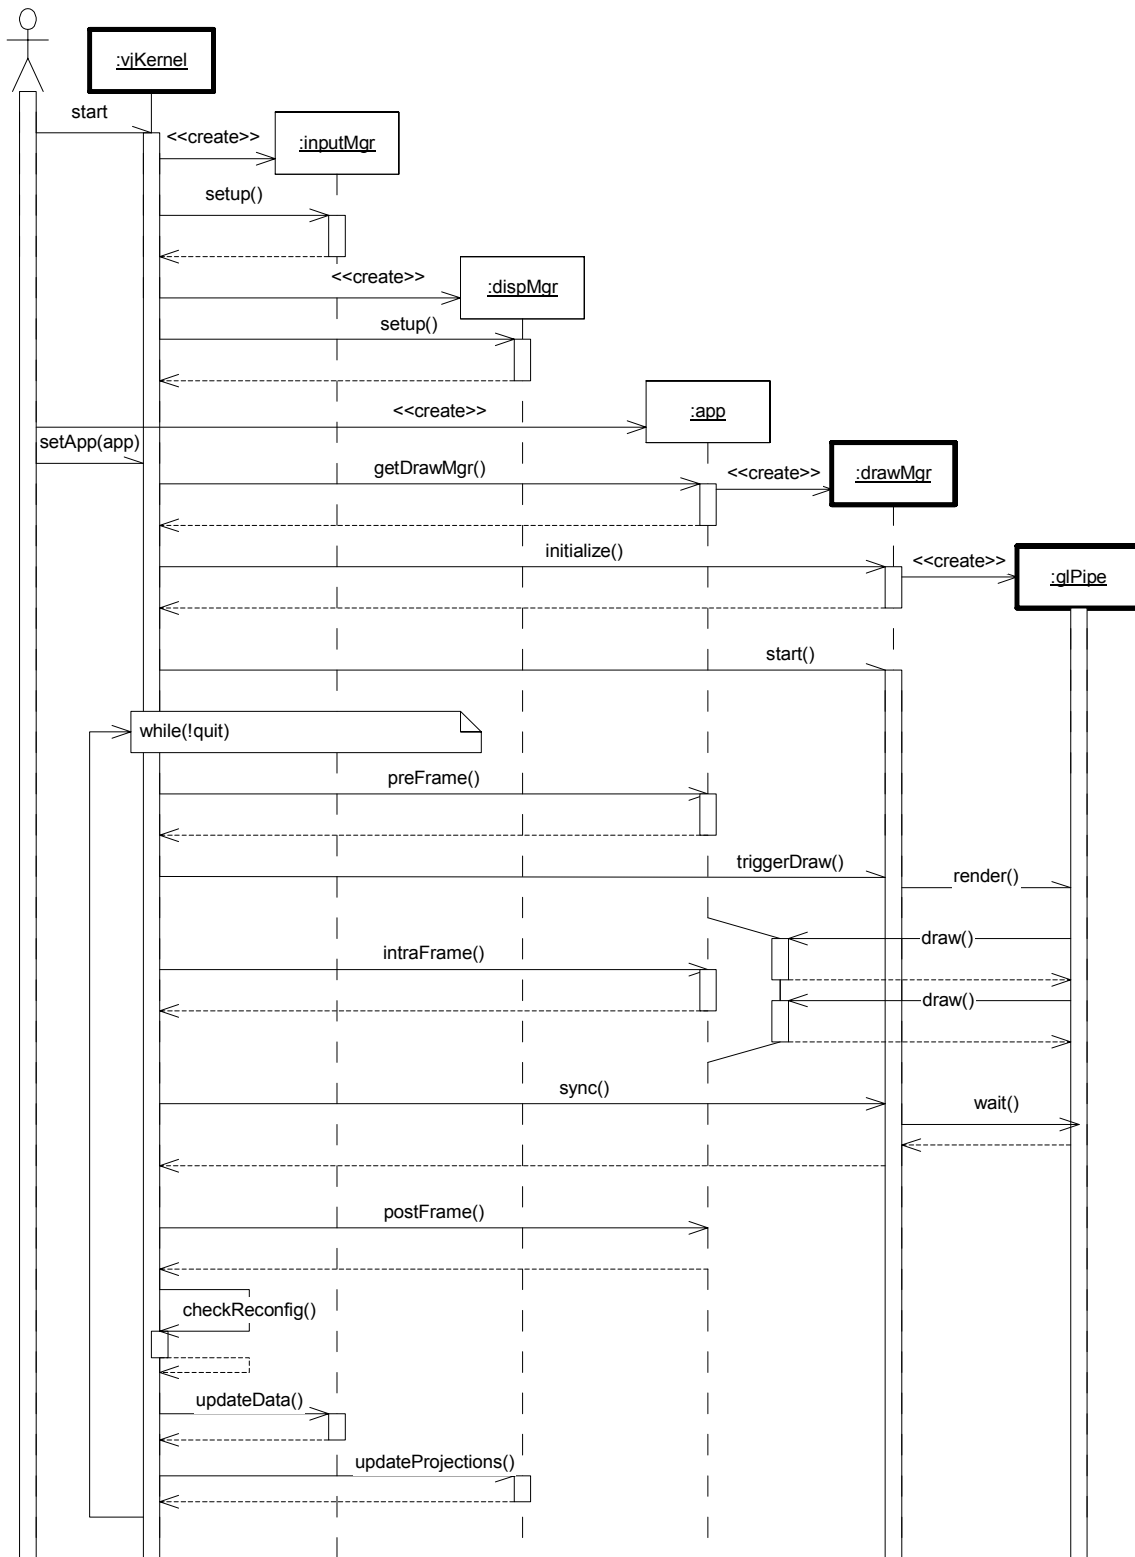 :vjKernel
start
<<create>>
:inputMgr
setup()
<<create>>
:dispMgr
setup()
<<create>>
:app
setApp(app)
getDrawMgr()
<<create>>
:drawMgr
initialize()
<<create>>
:glPipe
start()
while(!quit)
preFrame()
triggerDraw()
render()
draw()
intraFrame()
draw()
sync()
wait()
postFrame()
checkReconfig()
updateData()
updateProjections()